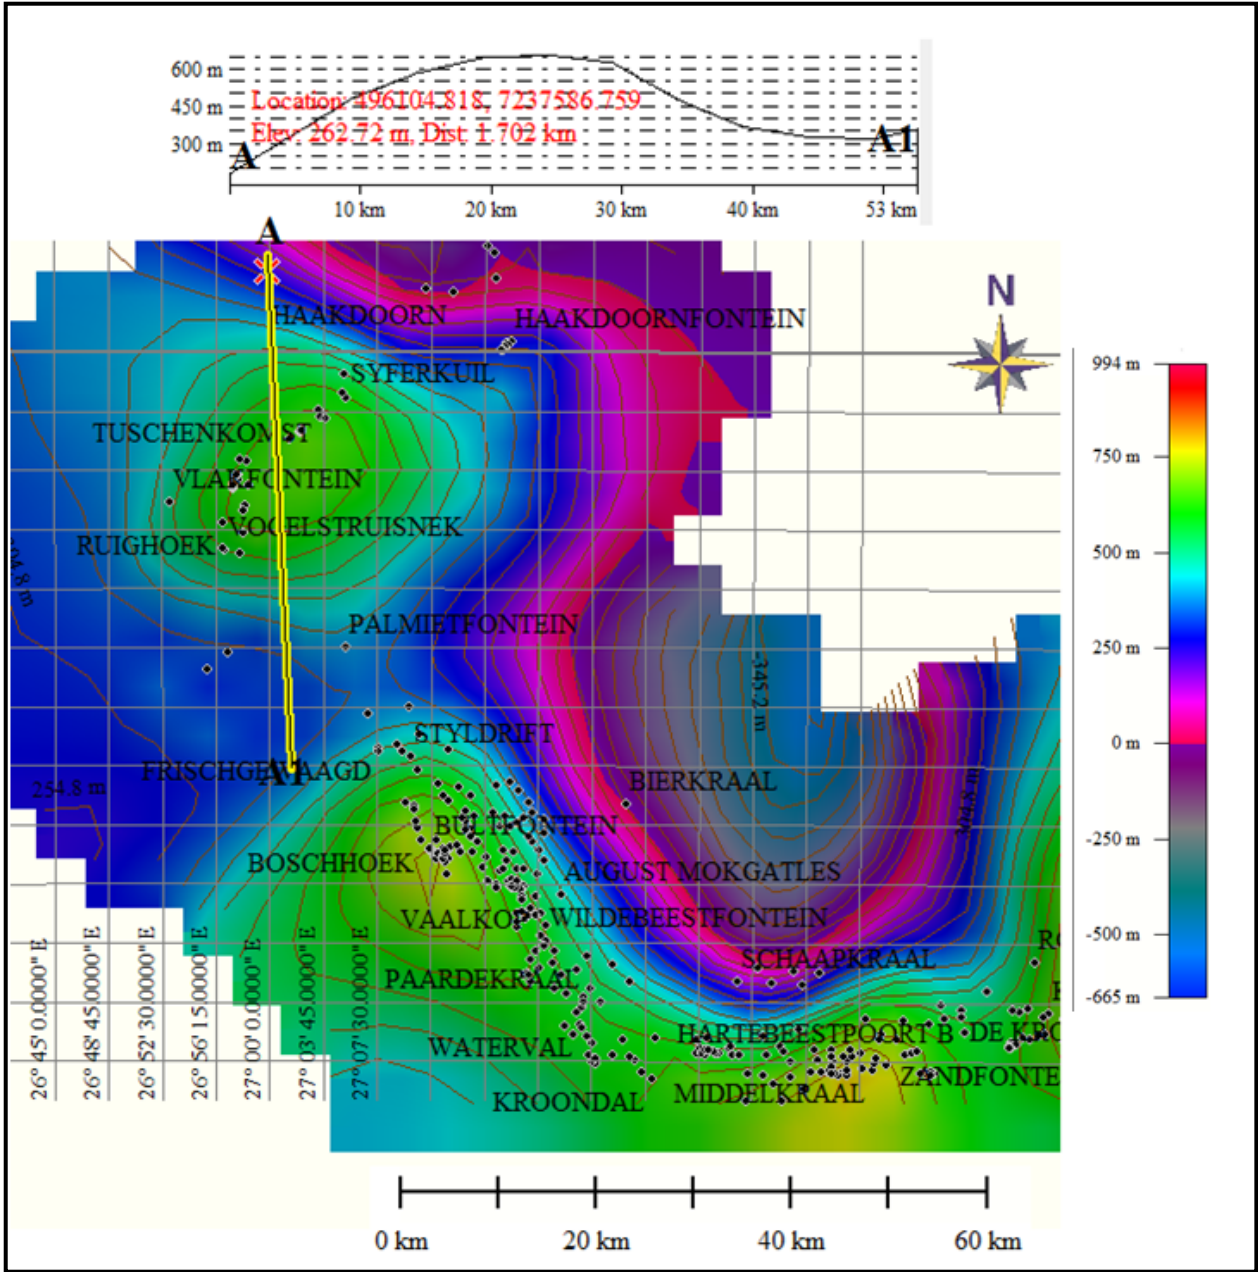 600 m
Location: 496104.818, 7237586.759
450 m
Elev: 262.72 m, Dist: 1.702 km
300 m
A
A1
10 km 20 km 30 km 40 km 53 km
A
N
HAAKDOORN
HAAKDOORNFONTEIN
SYFERKUIL
994 m
TUSCHENKOMST
750 m
VLAKFONTEIN
VOGELSTRUISNEK
RUIGHOEK
500 m
PALMIETFONTEIN
250 m
-345.2 m
STYLDRIFT
0 m
FRISCHGEWAAGD
A1
254.8 m
BIERKRAAL
BULTFONTEIN
-250 m
BOSCHHOEK
AUGUST MOKGATLES
VAALKOP
WILDEBEESTFONTEIN
-500 m
SCHAAPKRAAL
PAARDEKRAAL
-665 m
HARTEBEESTPOORT B
DE KRO
WATERVAL
ZANDFONTE
MIDDELKRAAL
KROONDAL
26° 45' 0.0000" E
26° 48' 45.0000" E
26° 52' 30.0000" E
26° 56' 15.0000" E
27° 00' 0.0000" E
27° 03' 45.0000" E
27° 07' 30.0000" E
0 km 20 km 40 km 60 km